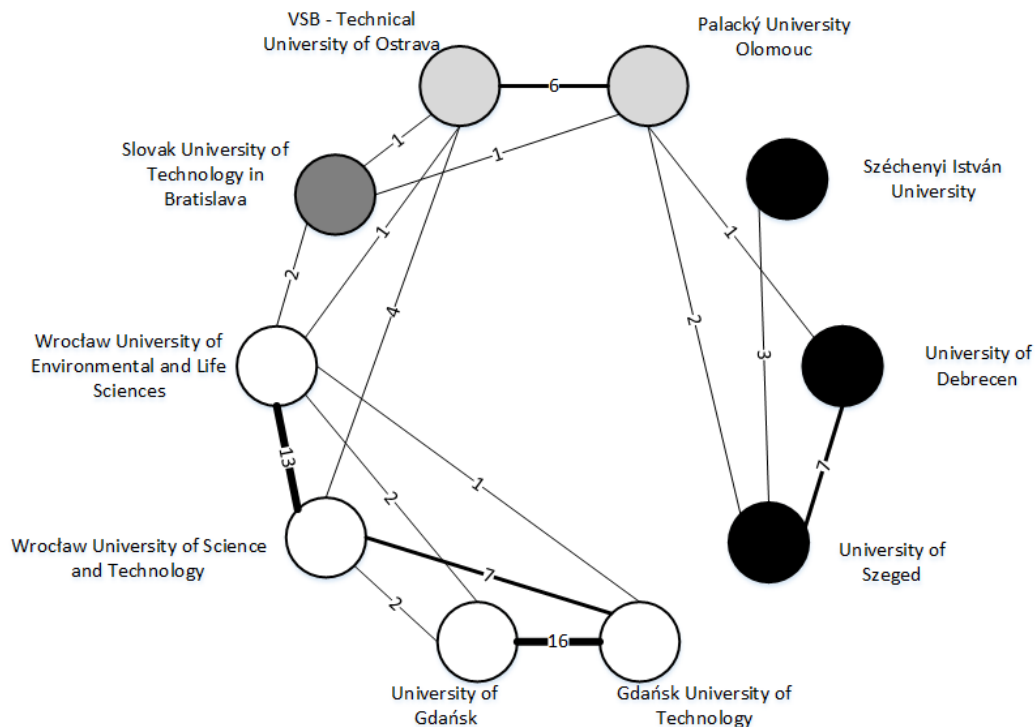 VSB - Technical
University of Ostrava
Palacký University
Olomouc
6
1
Slovak University of
Technology in
Bratislava
1
Széchenyi István
University
1
1
2
4
2
3
Wrocław University of
Environmental and Life
Sciences
University of
Debrecen
13
7
2
1
Wrocław University of Science
and Technology
University of
Szeged
7
2
16
University of
Gdańsk
Gdańsk University of
Technology